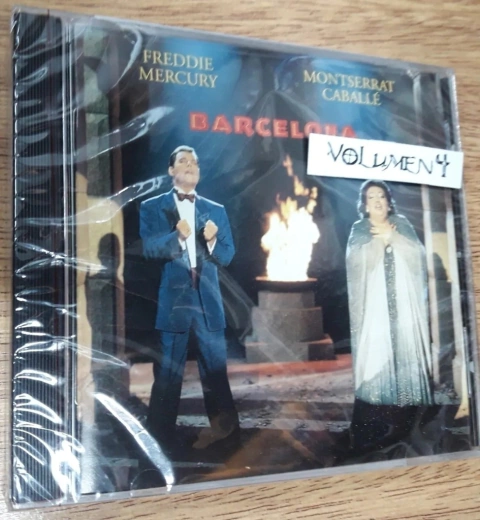 FREDDIE
MERCURY
MONTSERRAT
CABALLÉ
BARCELONA
VOLUMEN 4